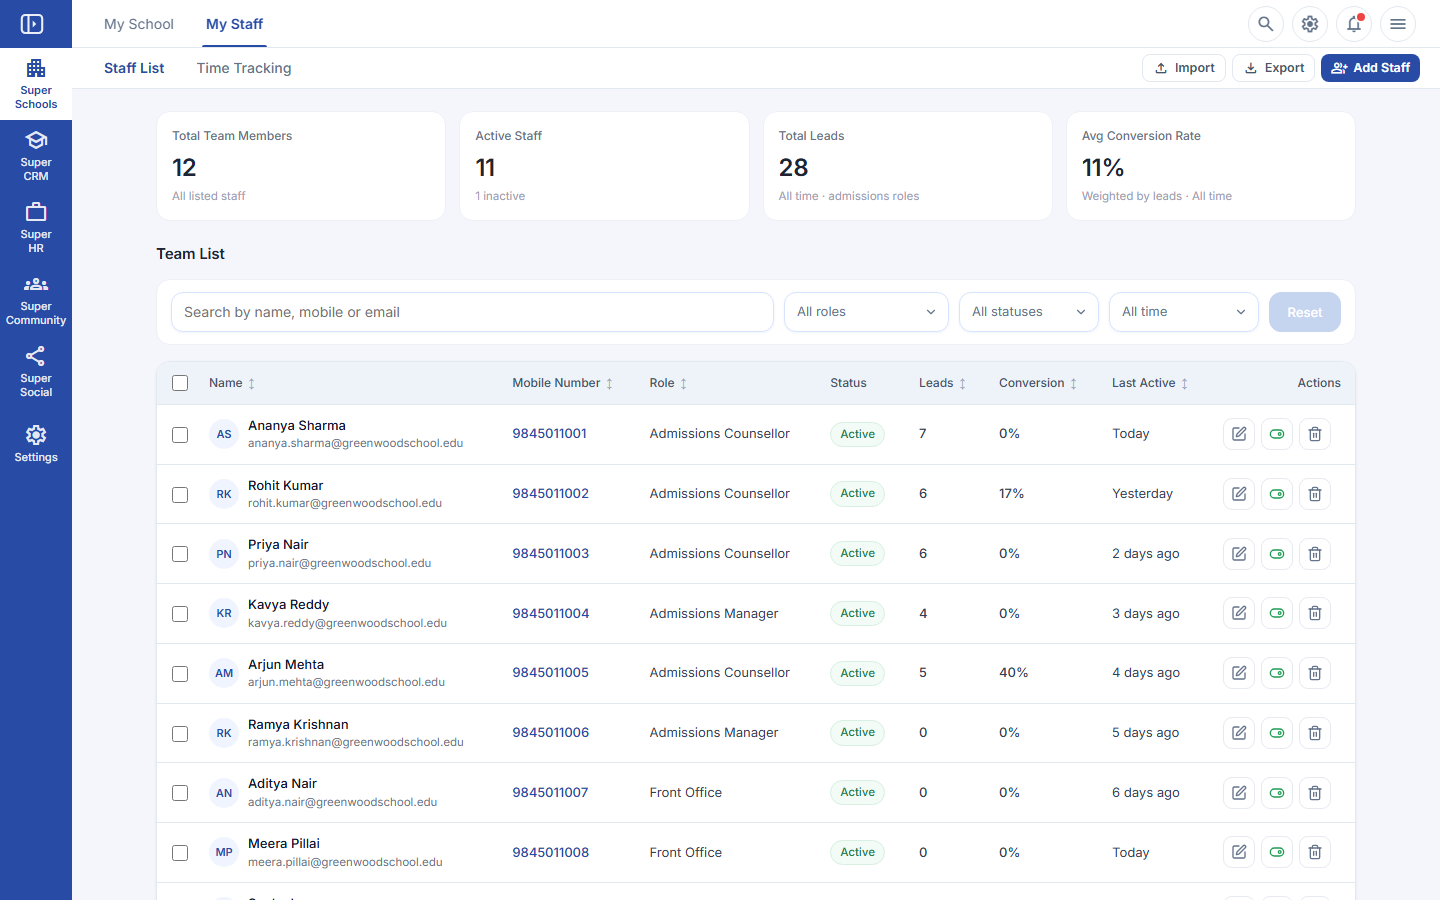 My School
My Staff
Staff List
Time Tracking
Import
Export
Add Staff
Super
Schools
Super
CRM
Super
HR
Super
Community
Super
Social
Settings
Total Team Members
12
All listed staff
Active Staff
11
1 inactive
Total Leads
28
All time · admissions roles
Avg Conversion Rate
11%
Weighted by leads · All time
Team List
Search by name, mobile or email
All roles
All statuses
All time
Reset
Name Mobile Number Role Status Leads Conversion Last Active Actions
AS Ananya Sharma 9845011001 Admissions Counsellor Active 7 0% Today
ananya.sharma@greenwoodschool.edu
RK Rohit Kumar 9845011002 Admissions Counsellor Active 6 17% Yesterday
rohit.kumar@greenwoodschool.edu
PN Priya Nair 9845011003 Admissions Counsellor Active 6 0% 2 days ago
priya.nair@greenwoodschool.edu
KR Kavya Reddy 9845011004 Admissions Manager Active 4 0% 3 days ago
kavya.reddy@greenwoodschool.edu
AM Arjun Mehta 9845011005 Admissions Counsellor Active 5 40% 4 days ago
arjun.mehta@greenwoodschool.edu
RK Ramya Krishnan 9845011006 Admissions Manager Active 0 0% 5 days ago
ramya.krishnan@greenwoodschool.edu
AN Aditya Nair 9845011007 Front Office Active 0 0% 6 days ago
aditya.nair@greenwoodschool.edu
MP Meera Pillai 9845011008 Front Office Active 0 0% Today
meera.pillai@greenwoodschool.edu